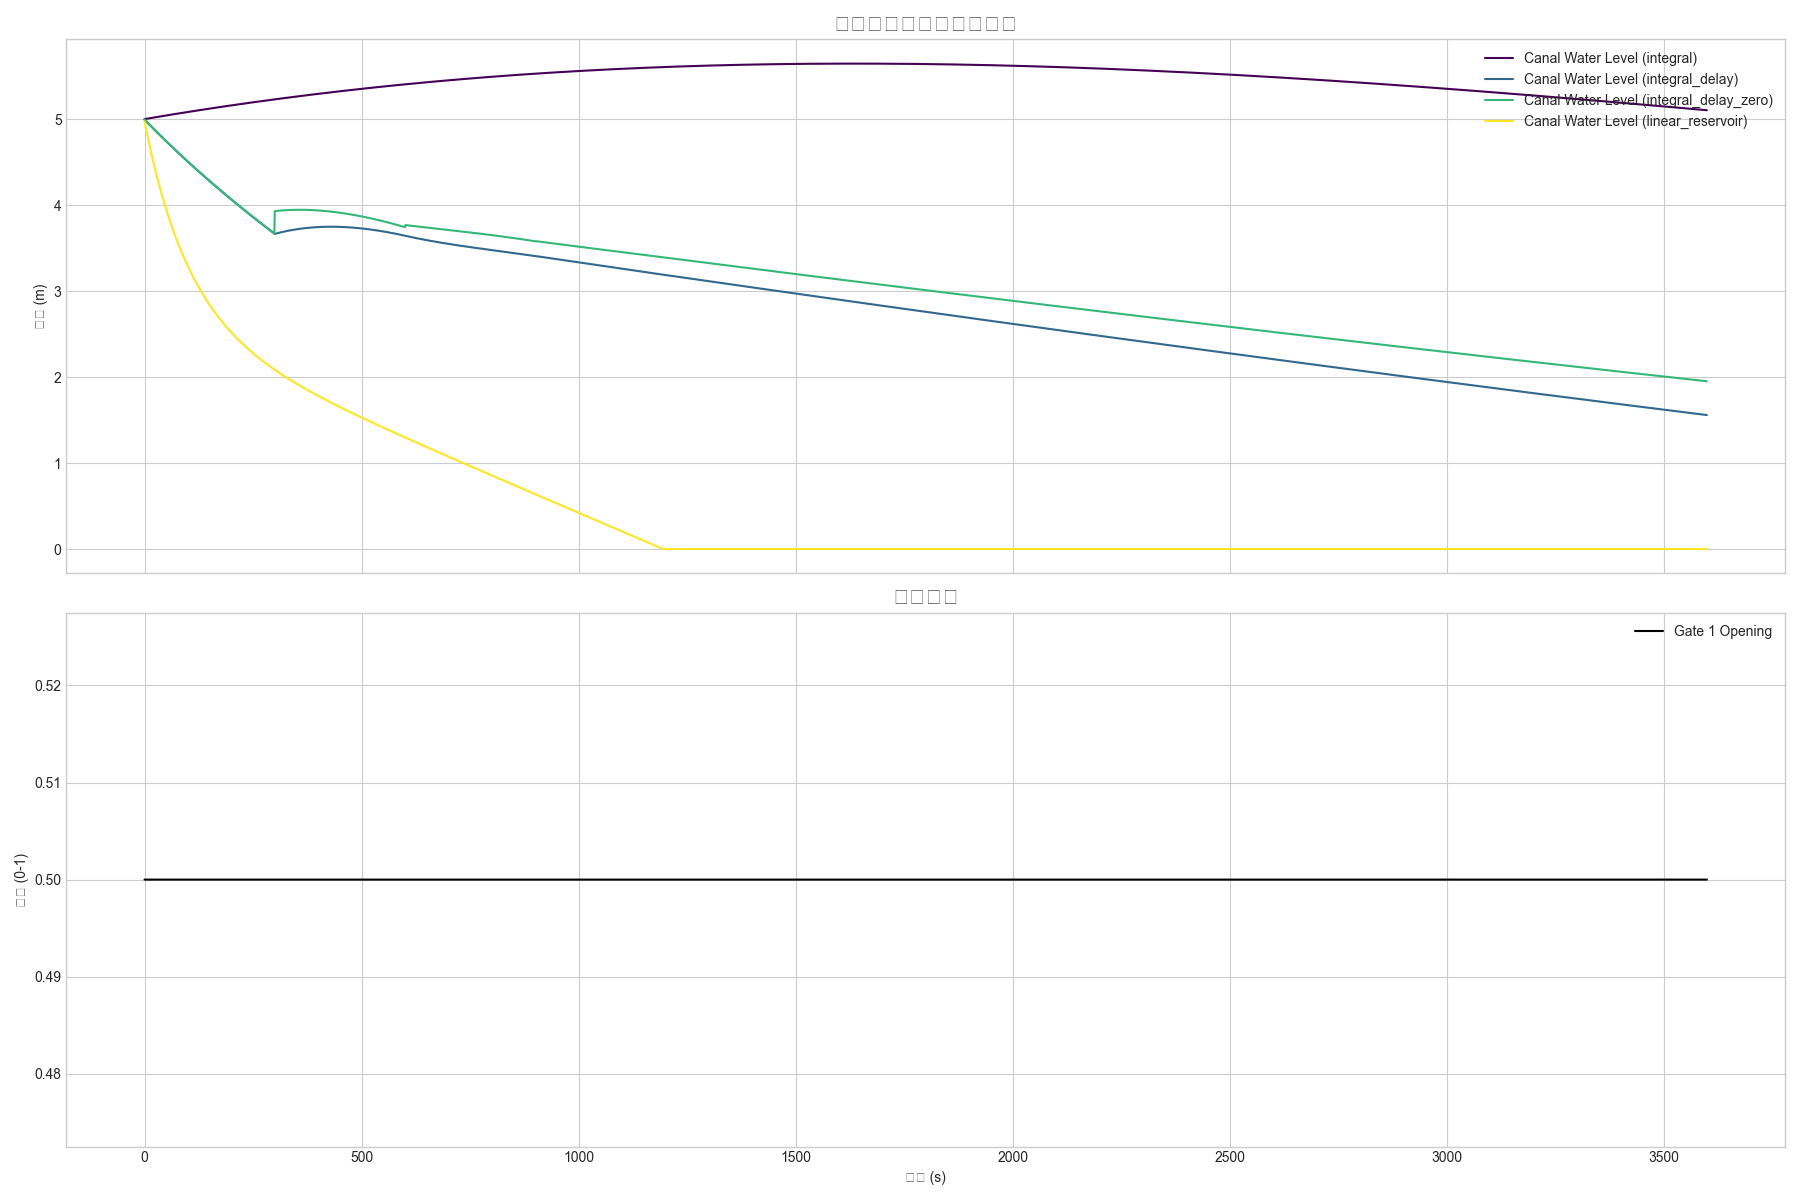 Canal Water Level (integral)
Canal Water Level (integral_delay)
Canal Water Level (integral_delay_zero)
Canal Water Level (linear_reservoir)
5
4
3
2
1
0
(m)
Gate 1 Opening
0.52
0.51
0.50
0.49
0.48
(0-1)
0 500 1000 1500 2000 2500 3000 3500
(s)